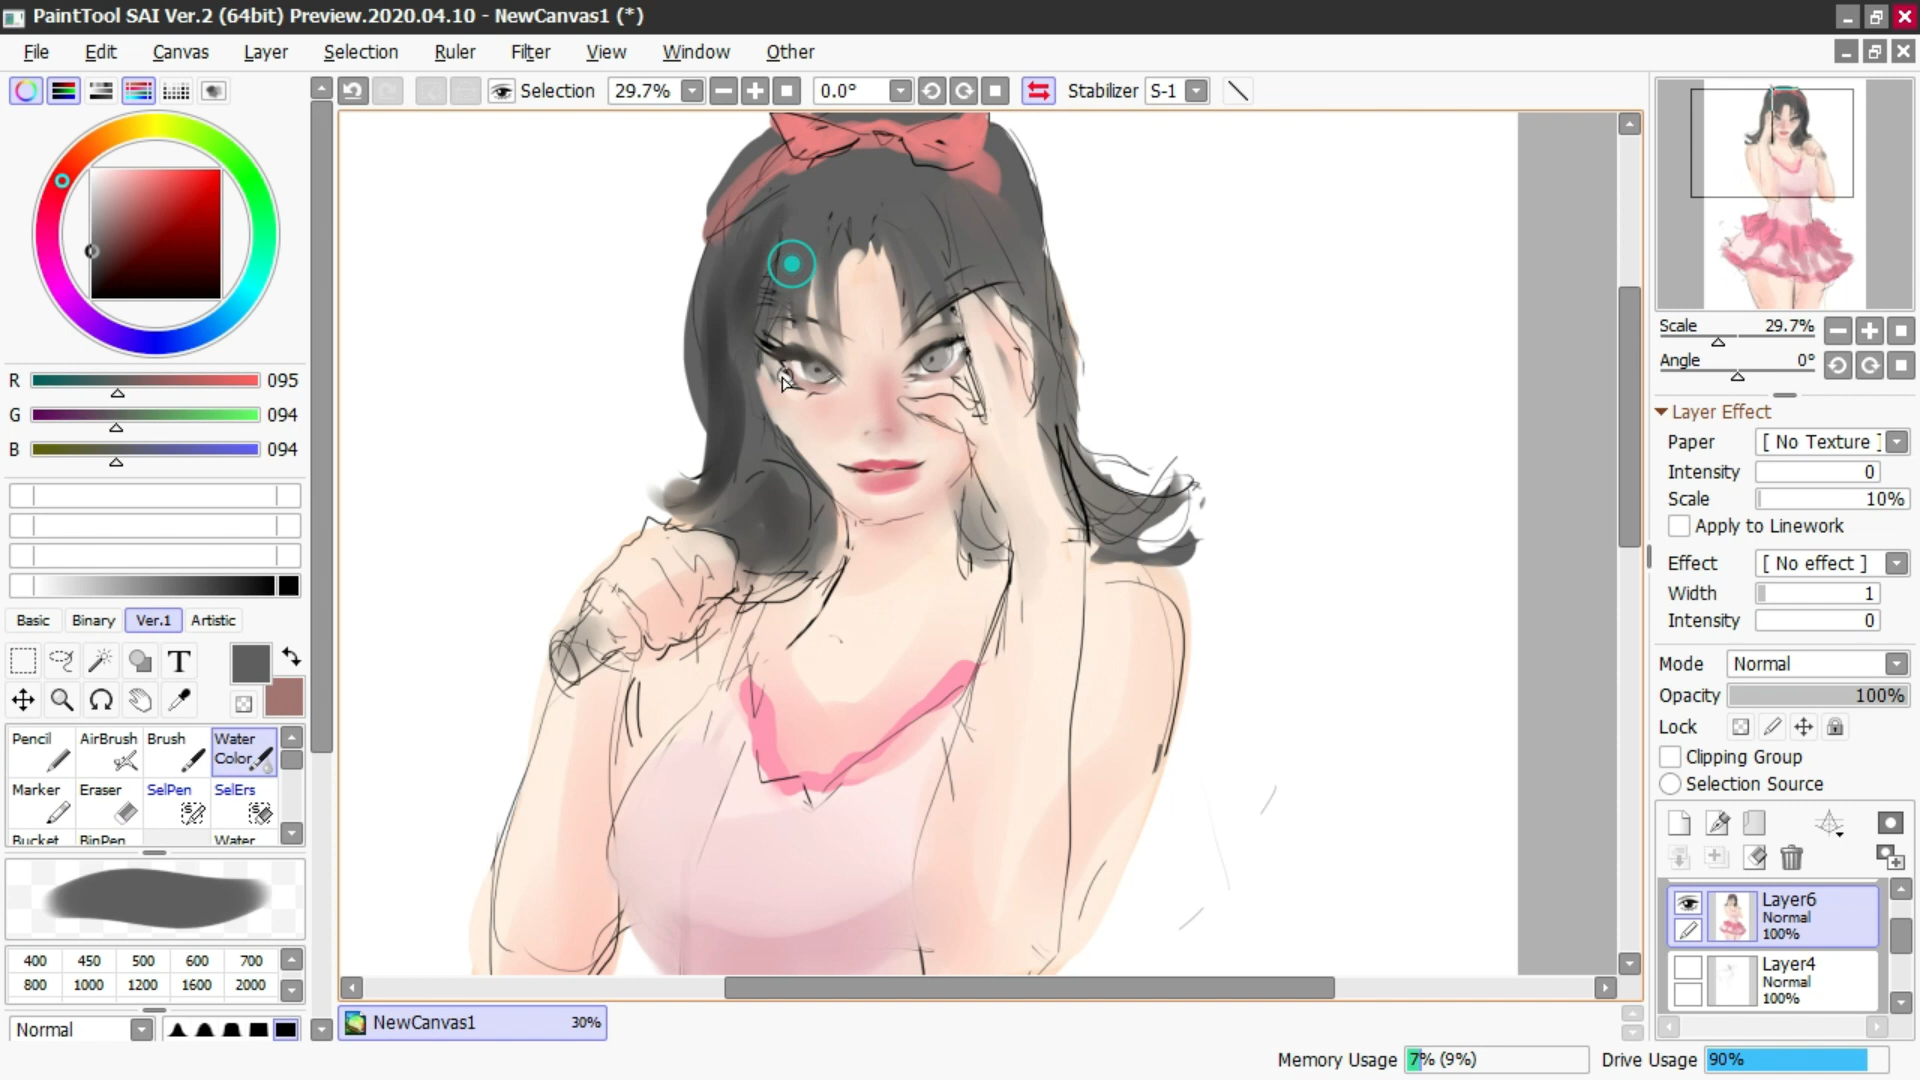 PaintTool SAI Ver.2 (64bit) Preview.2020.04.10 - NewCanvas1 (*)
File Edit Canvas Layer Selection Ruler Filter View Window Other
Selection 29.7% 0.0° Stabilizer S-1
R 095
G 094
B 094
Basic Binary Ver.1 Artistic
T
Pencil AirBrush Brush Water Color
Marker Eraser SelPen SelErs
Bucket BinPen Water
400 450 500 600 700
800 1000 1200 1600 2000
Normal
NewCanvas1 30%
Scale 29.7%
Angle 0°
Layer Effect
Paper [ No Texture ]
Intensity 0
Scale 10%
Apply to Linework
Effect [ No effect ]
Width 1
Intensity 0
Mode Normal
Opacity 100%
Lock
Clipping Group
Selection Source
Layer6
Normal
100%
Layer4
Normal
100%
Memory Usage 7% (9%) Drive Usage 90%